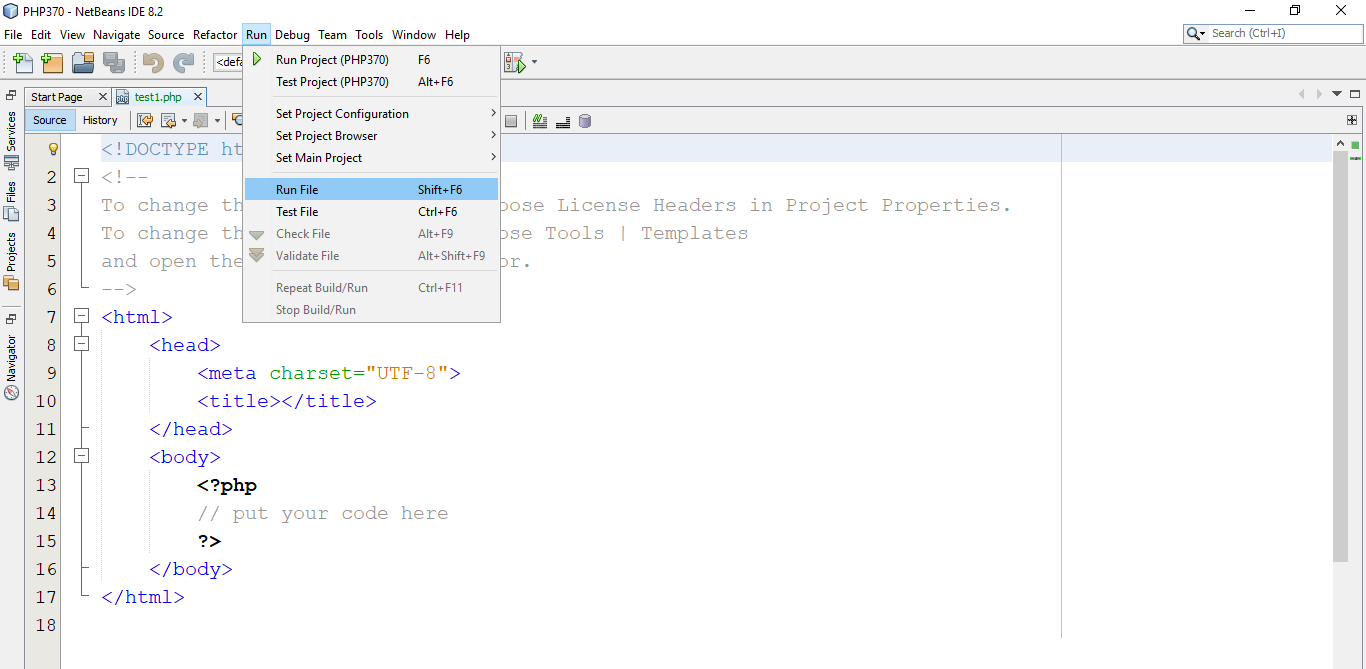 PHP370 - NetBeans IDE 8.2
File Edit View Navigate Source Refactor Run Debug Team Tools Window Help
Search (Ctrl+I)
<defa
Run Project (PHP370) F6
Test Project (PHP370) Alt+F6
Set Project Configuration
Set Project Browser
Set Main Project
Run File Shift+F6
Test File Ctrl+F6
Check File Alt+F9
Validate File Alt+Shift+F9
Repeat Build/Run Ctrl+F11
Stop Build/Run
Start Page test1.php
Source History
Services
Files
Projects
Navigator
<!DOCTYPE ht
2 <!--
3 To change th oose License Headers in Project Properties.
4 To change th ose Tools | Templates
5 and open the or.
6 -->
7 <html>
8 <head>
9 <meta charset="UTF-8">
10 <title></title>
11 </head>
12 <body>
13 <?php
14 // put your code here
15 ?>
16 </body>
17 </html>
18